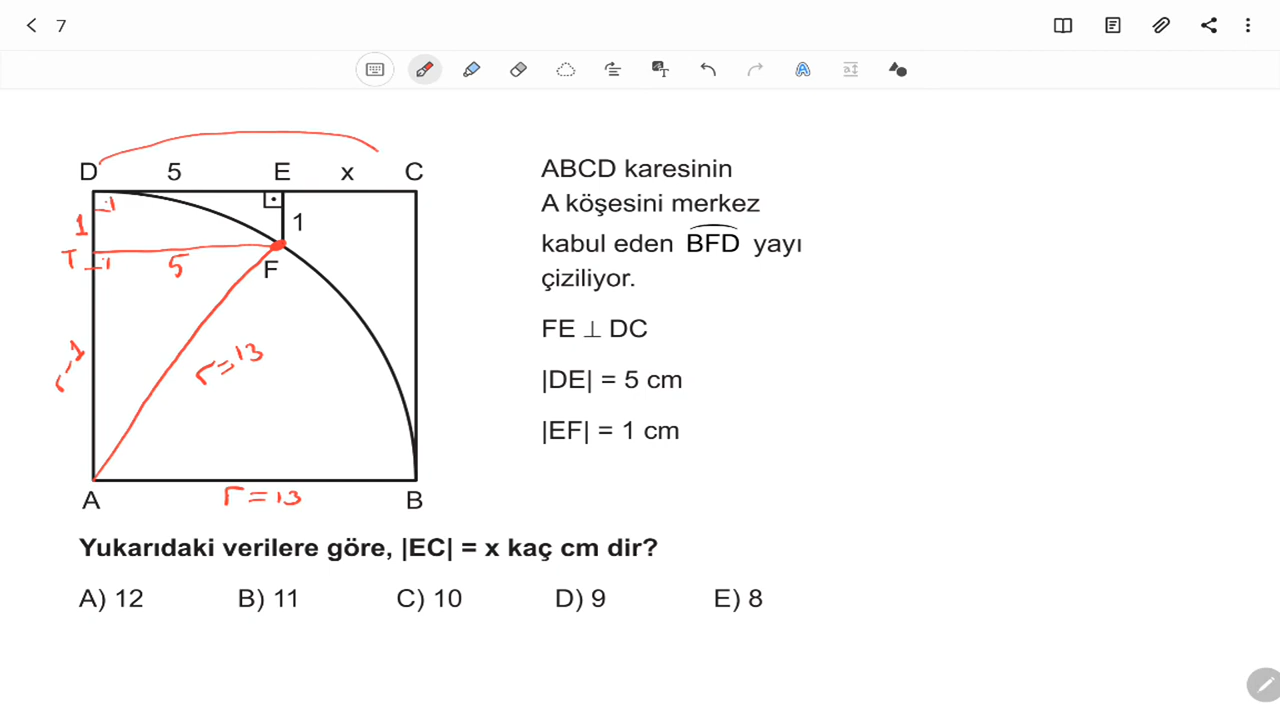 7
D 5 E x C
1
1
T
5
F
r-1
r=13
A
r=13
B
ABCD karesinin
A köşesini merkez
kabul eden BFD yayı
çiziliyor.
FE ⊥ DC
|DE| = 5 cm
|EF| = 1 cm
Yukarıdaki verilere göre, |EC| = x kaç cm dir?
A) 12 B) 11 C) 10 D) 9 E) 8